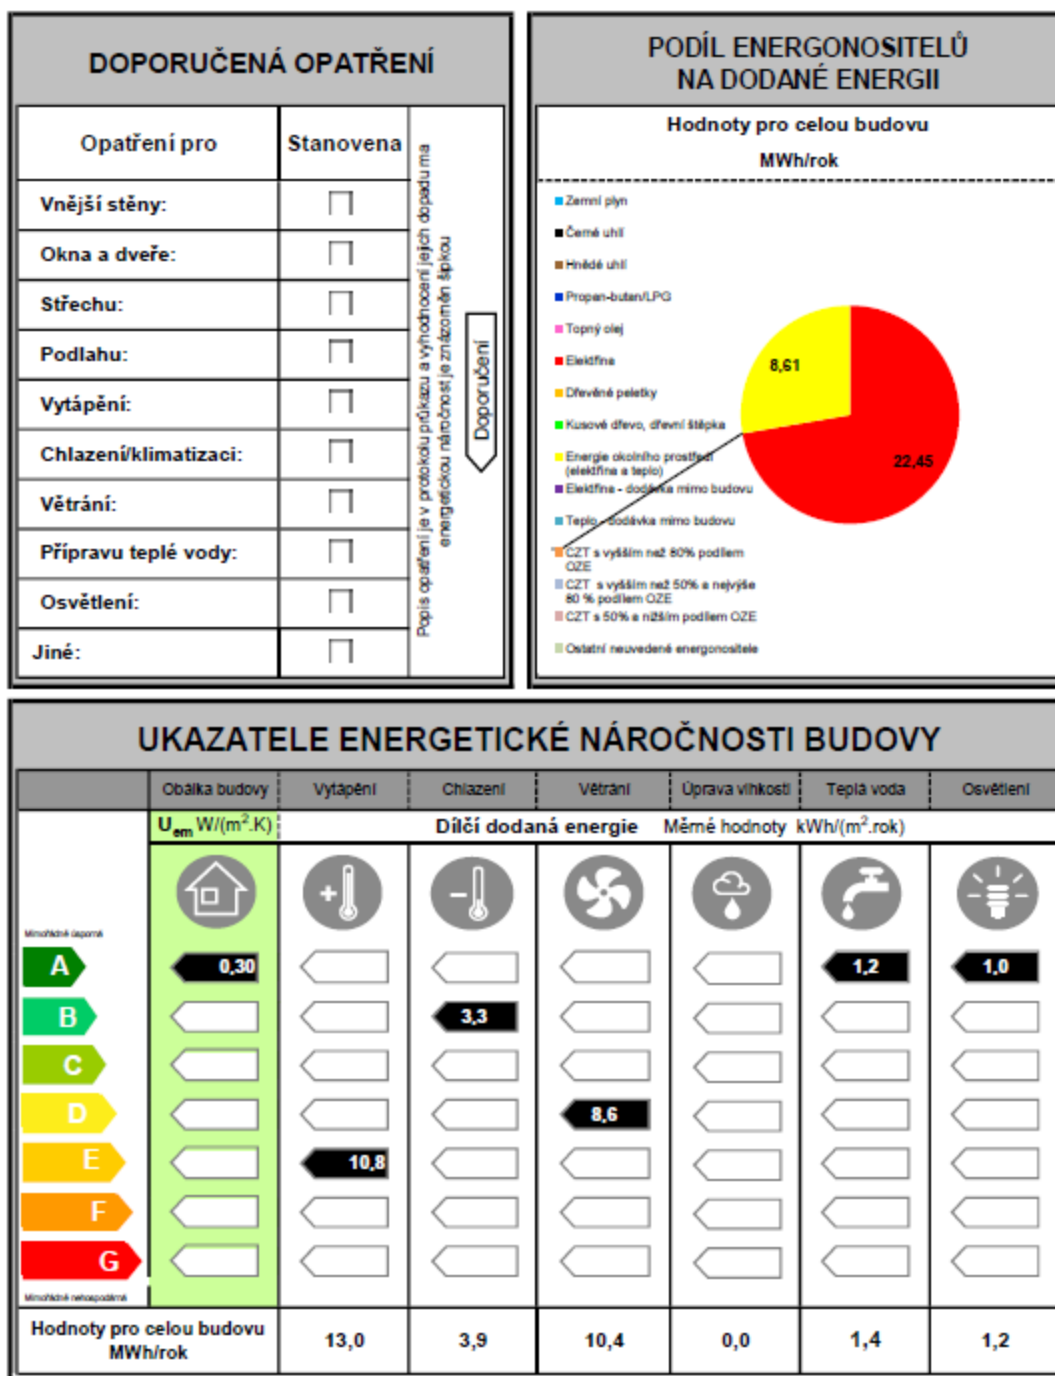 DOPORUČENÁ OPATŘENÍ
Opatření pro
Stanovena
Vnější stěny:
Okna a dveře:
Střechu:
Podlahu:
Vytápění:
Chlazení/klimatizaci:
Větrání:
Přípravu teplé vody:
Osvětlení:
Jiné:
Popis opatření je v protokolu průkazu a vyhodnocení jejich dopadu ma
energetickou náročnost je znázorněn šipkou
Doporučení
PODÍL ENERGONOSITELŮ
NA DODANÉ ENERGII
Hodnoty pro celou budovu
MWh/rok
Zemní plyn
Černé uhlí
Hnědé uhlí
Propan-butan/LPG
Topný olej
Elektřina
Dřevěné peletky
Kusové dřevo, dřevní štěpka
Energie okolního prostředí
(elektřina a teplo)
Elektřina - dodávka mimo budovu
Teplo - dodávka mimo budovu
CZT s vyšším než 80% podílem
OZE
CZT s vyšším než 50% a nejvýše
80 % podílem OZE
CZT s 50% a nižším podílem OZE
Ostatní neuvedené energonositele
8,61
22,45
UKAZATELE ENERGETICKÉ NÁROČNOSTI BUDOVY
Obálka budovy Vytápění Chlazení Větrání Úprava vlhkosti Teplá voda Osvětlení
Uem W/(m².K) Dílčí dodaná energie Měrné hodnoty kWh/(m².rok)
Mimořádně úsporná
A 0,30 1,2 1,0
B 3,3
C
D 8,6
E 10,8
F
G
Mimořádně nehospodárná
Hodnoty pro celou budovu
MWh/rok
13,0 3,9 10,4 0,0 1,4 1,2